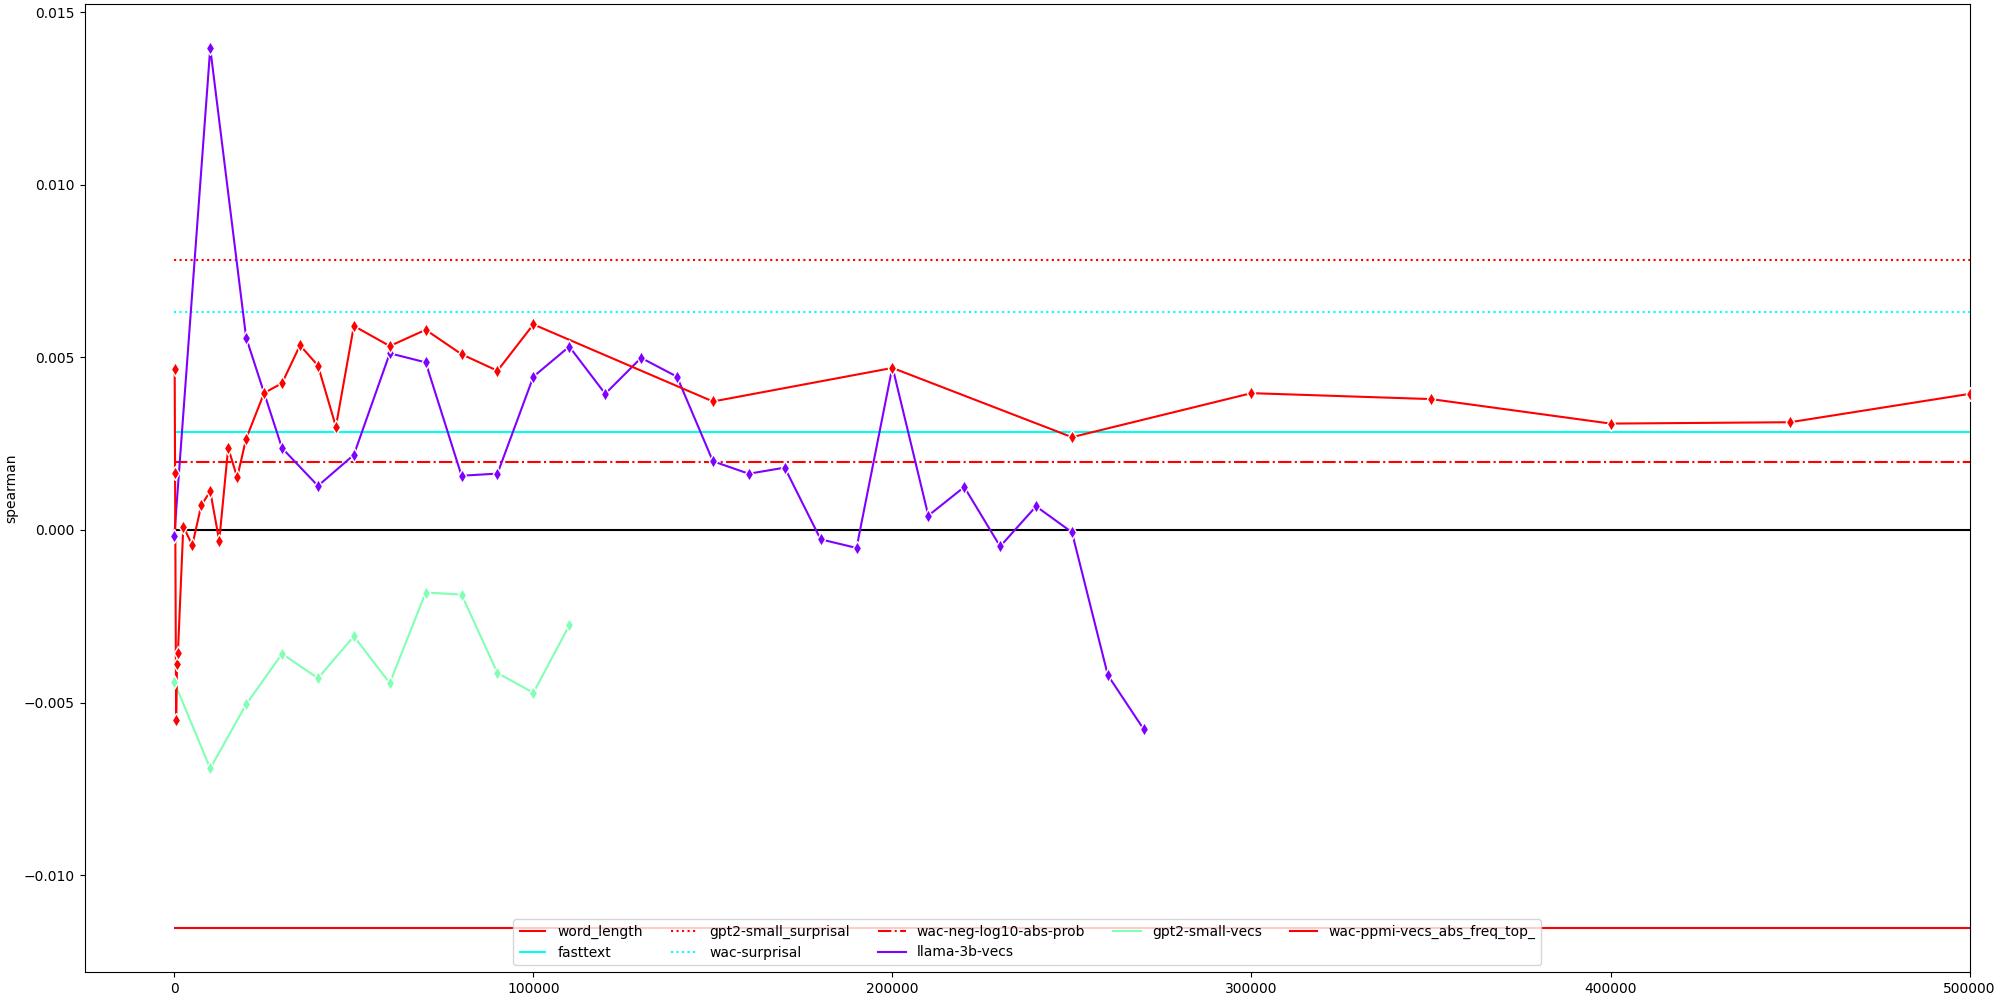 0.015
0.010
0.005
0.000
−0.005
−0.010
spearman
word_length gpt2-small_surprisal wac-neg-log10-abs-prob gpt2-small-vecs wac-ppmi-vecs_abs_freq_top_
fasttext wac-surprisal llama-3b-vecs
0 100000 200000 300000 400000 500000